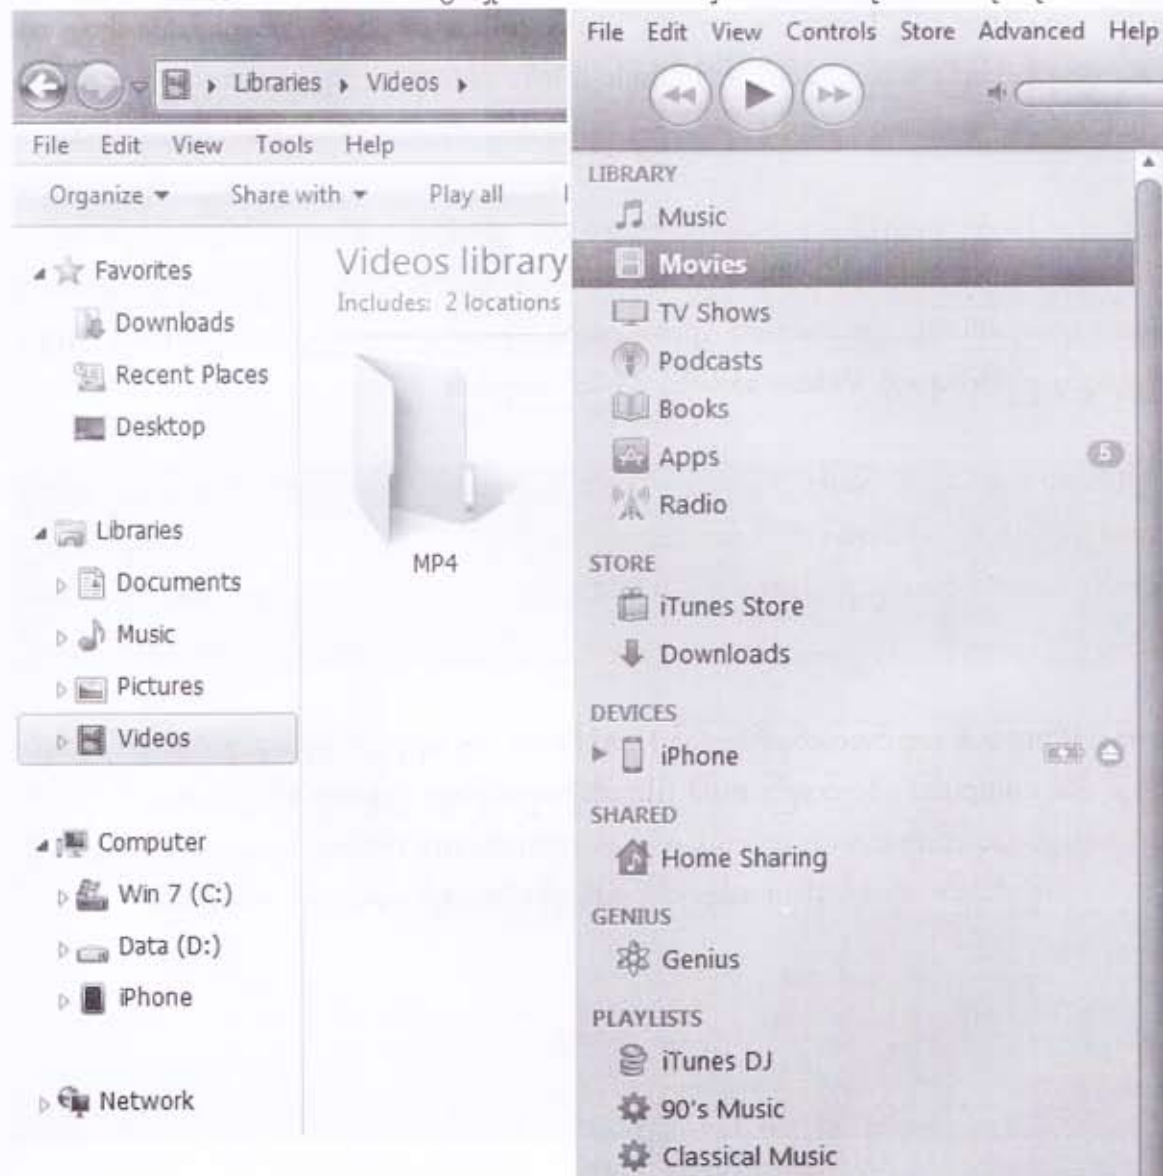 Libraries Videos
File Edit View Tools Help
Organize Share with Play all
Favorites
Downloads
Recent Places
Desktop
Libraries
Documents
Music
Pictures
Videos
Computer
Win 7 (C:)
Data (D:)
iPhone
Network
Videos library
Includes: 2 locations
MP4
File Edit View Controls Store Advanced Help
LIBRARY
Music
Movies
TV Shows
Podcasts
Books
Apps 5
Radio
STORE
iTunes Store
Downloads
DEVICES
iPhone
SHARED
Home Sharing
GENIUS
Genius
PLAYLISTS
iTunes DJ
90's Music
Classical Music